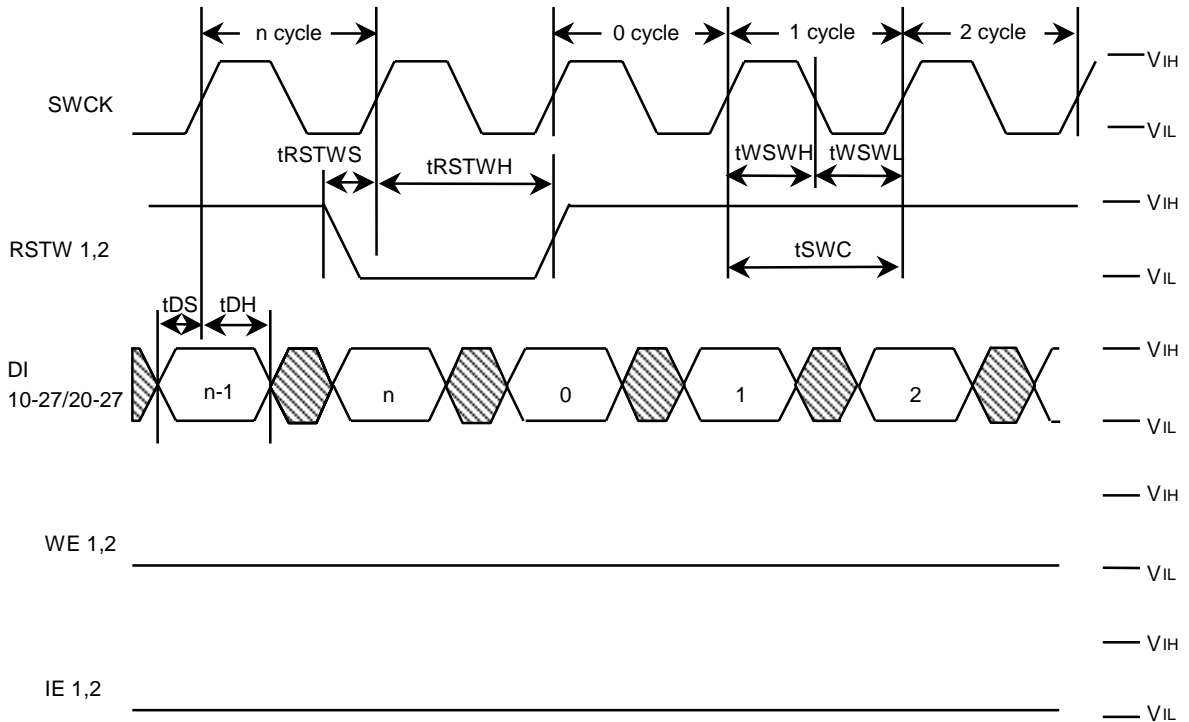 n cycle 0 cycle 1 cycle 2 cycle
VIH
SWCK
VIL
tRSTWS tRSTWH tWSWH tWSWL
VIH
RSTW 1,2
tSWC
VIL
tDS tDH
VIH
DI
10-27/20-27
n-1 n 0 1 2
VIL
VIH
WE 1,2
VIL
VIH
IE 1,2
VIL